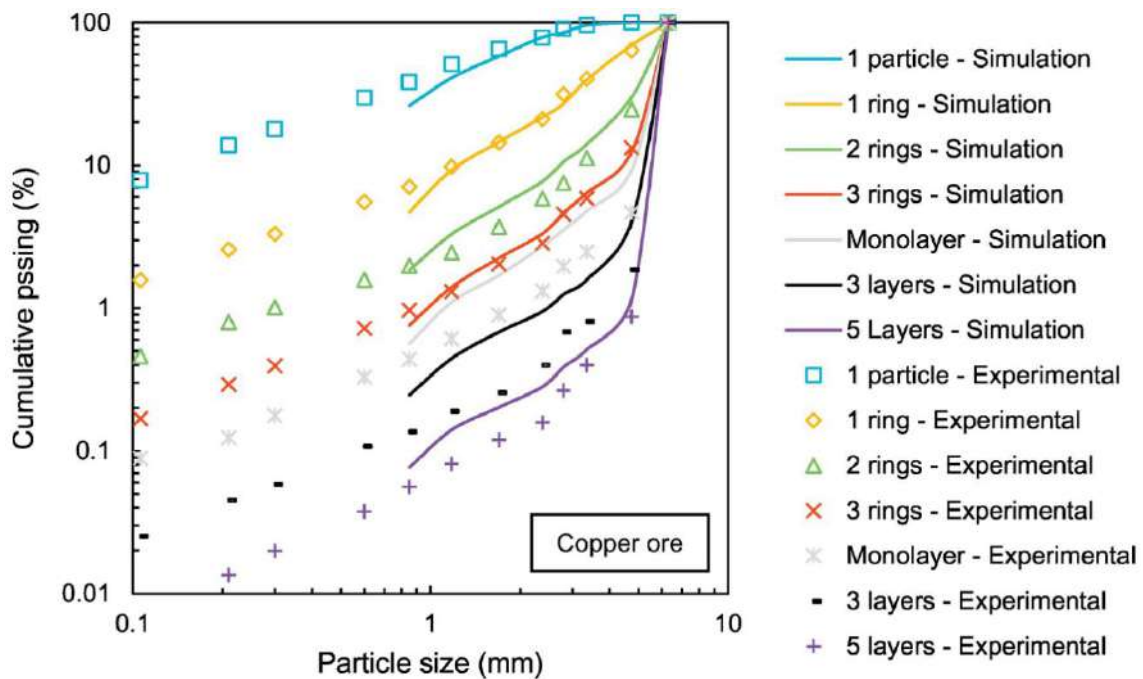 100
10
1
0.1
0.01
Cumulative pssing (%)
0.1
1
10
Particle size (mm)
Copper ore
1 particle - Simulation
1 ring - Simulation
2 rings - Simulation
3 rings - Simulation
Monolayer - Simulation
3 layers - Simulation
5 Layers - Simulation
1 particle - Experimental
1 ring - Experimental
2 rings - Experimental
3 rings - Experimental
Monolayer - Experimental
3 layers - Experimental
5 layers - Experimental